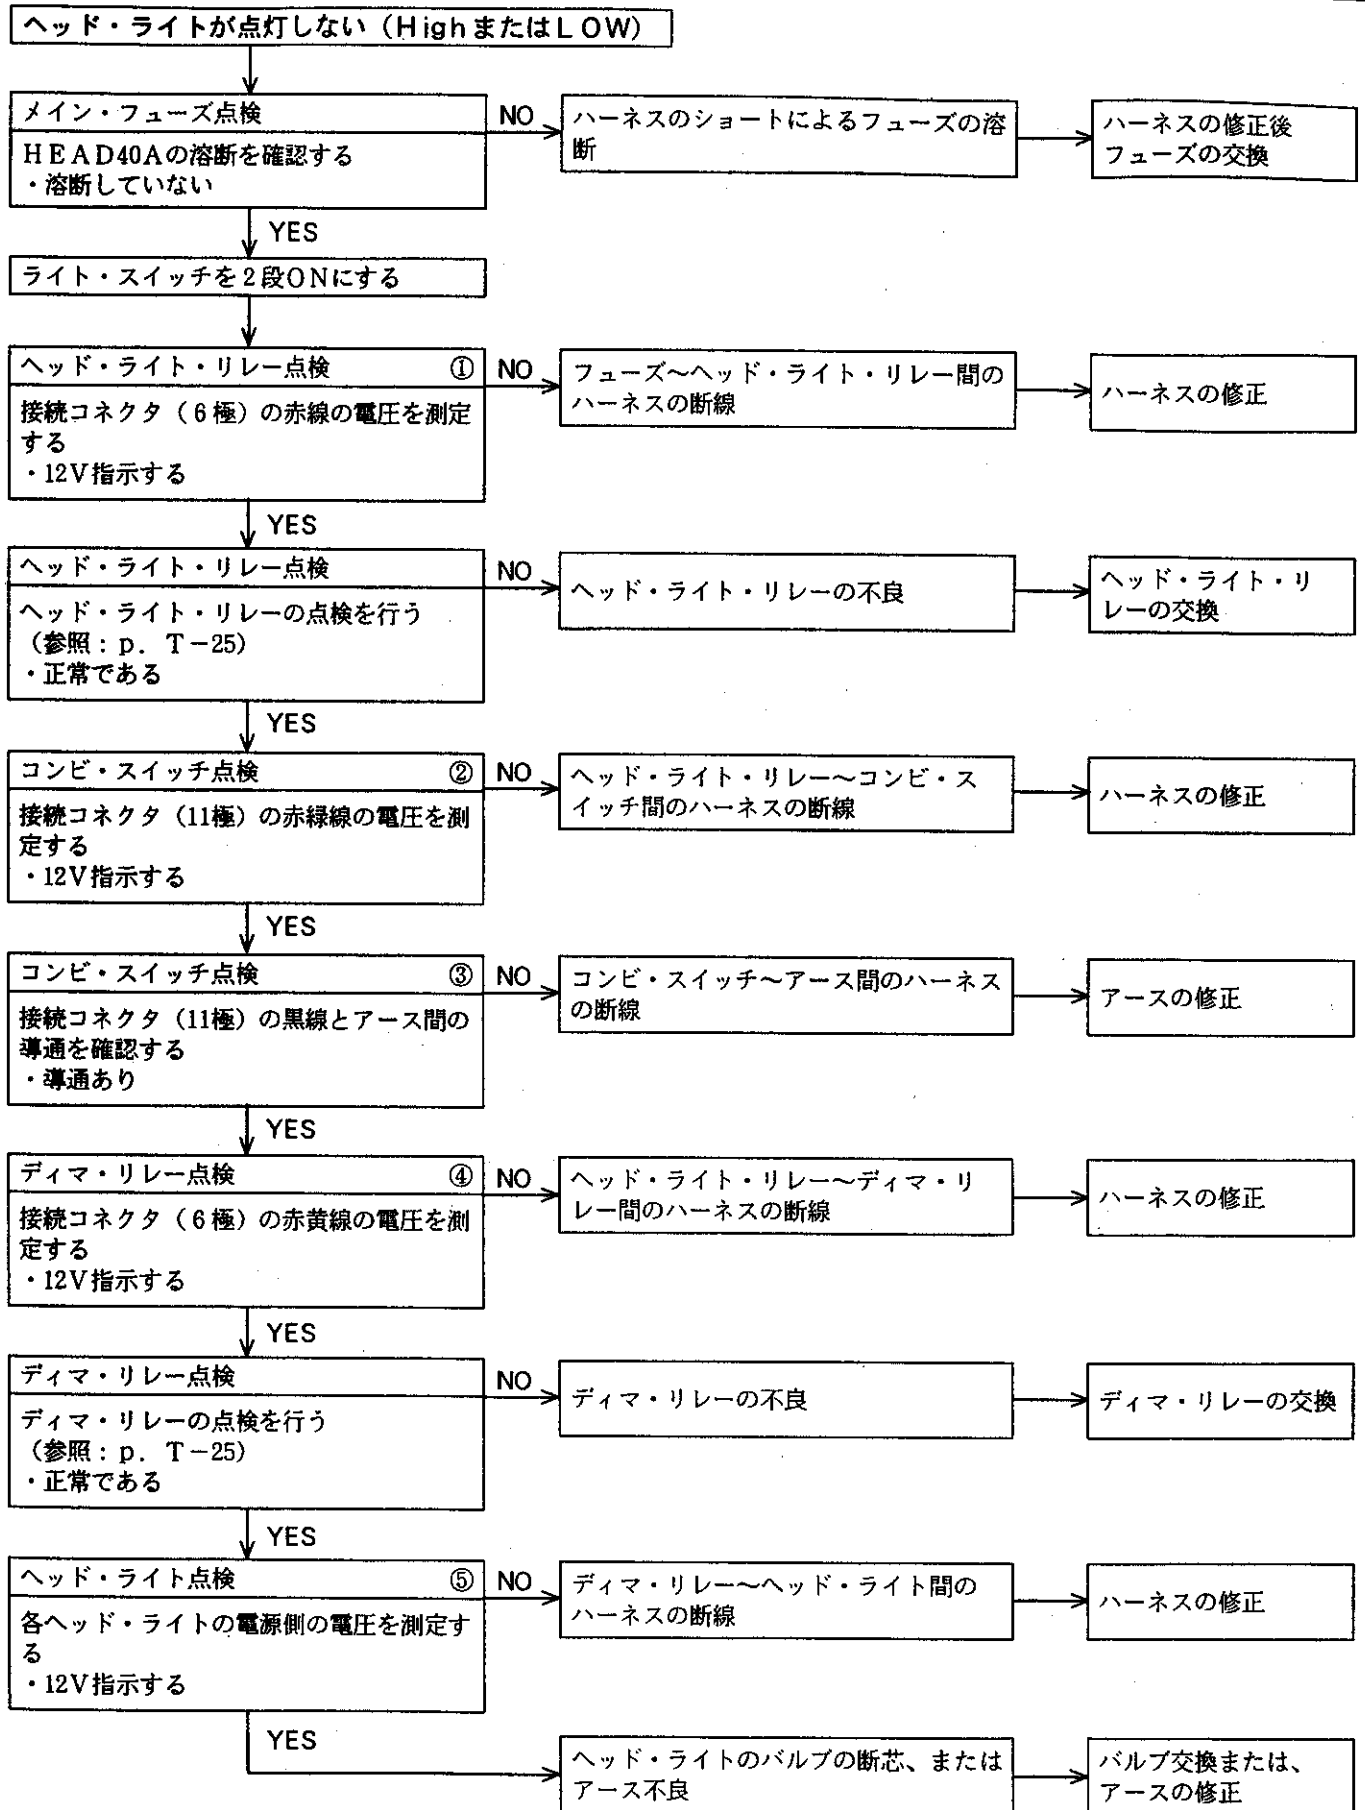 ヘッド・ライトが点灯しない（HighまたはLOW）
メイン・フューズ点検
HEAD40Aの溶断を確認する
・溶断していない
NO
ハーネスのショートによるフューズの溶
断
ハーネスの修正後
フューズの交換
YES
ライト・スイッチを2段ONにする
ヘッド・ライト・リレー点検 ①
接続コネクタ（6極）の赤線の電圧を測定
する
・12V指示する
NO
フューズ～ヘッド・ライト・リレー間の
ハーネスの断線
ハーネスの修正
YES
ヘッド・ライト・リレー点検
ヘッド・ライト・リレーの点検を行う
（参照：p. T－25）
・正常である
NO
ヘッド・ライト・リレーの不良
ヘッド・ライト・リ
レーの交換
YES
コンビ・スイッチ点検 ②
接続コネクタ（11極）の赤緑線の電圧を測
定する
・12V指示する
NO
ヘッド・ライト・リレー～コンビ・ス
イッチ間のハーネスの断線
ハーネスの修正
YES
コンビ・スイッチ点検 ③
接続コネクタ（11極）の黒線とアース間の
導通を確認する
・導通あり
NO
コンビ・スイッチ～アース間のハーネス
の断線
アースの修正
YES
ディマ・リレー点検 ④
接続コネクタ（6極）の赤黄線の電圧を測
定する
・12V指示する
NO
ヘッド・ライト・リレー～ディマ・リ
レー間のハーネスの断線
ハーネスの修正
YES
ディマ・リレー点検
ディマ・リレーの点検を行う
（参照：p. T－25）
・正常である
NO
ディマ・リレーの不良
ディマ・リレーの交換
YES
ヘッド・ライト点検 ⑤
各ヘッド・ライトの電源側の電圧を測定す
る
・12V指示する
NO
ディマ・リレー～ヘッド・ライト間の
ハーネスの断線
ハーネスの修正
YES
ヘッド・ライトのバルブの断芯、または
アース不良
バルブ交換または、
アースの修正